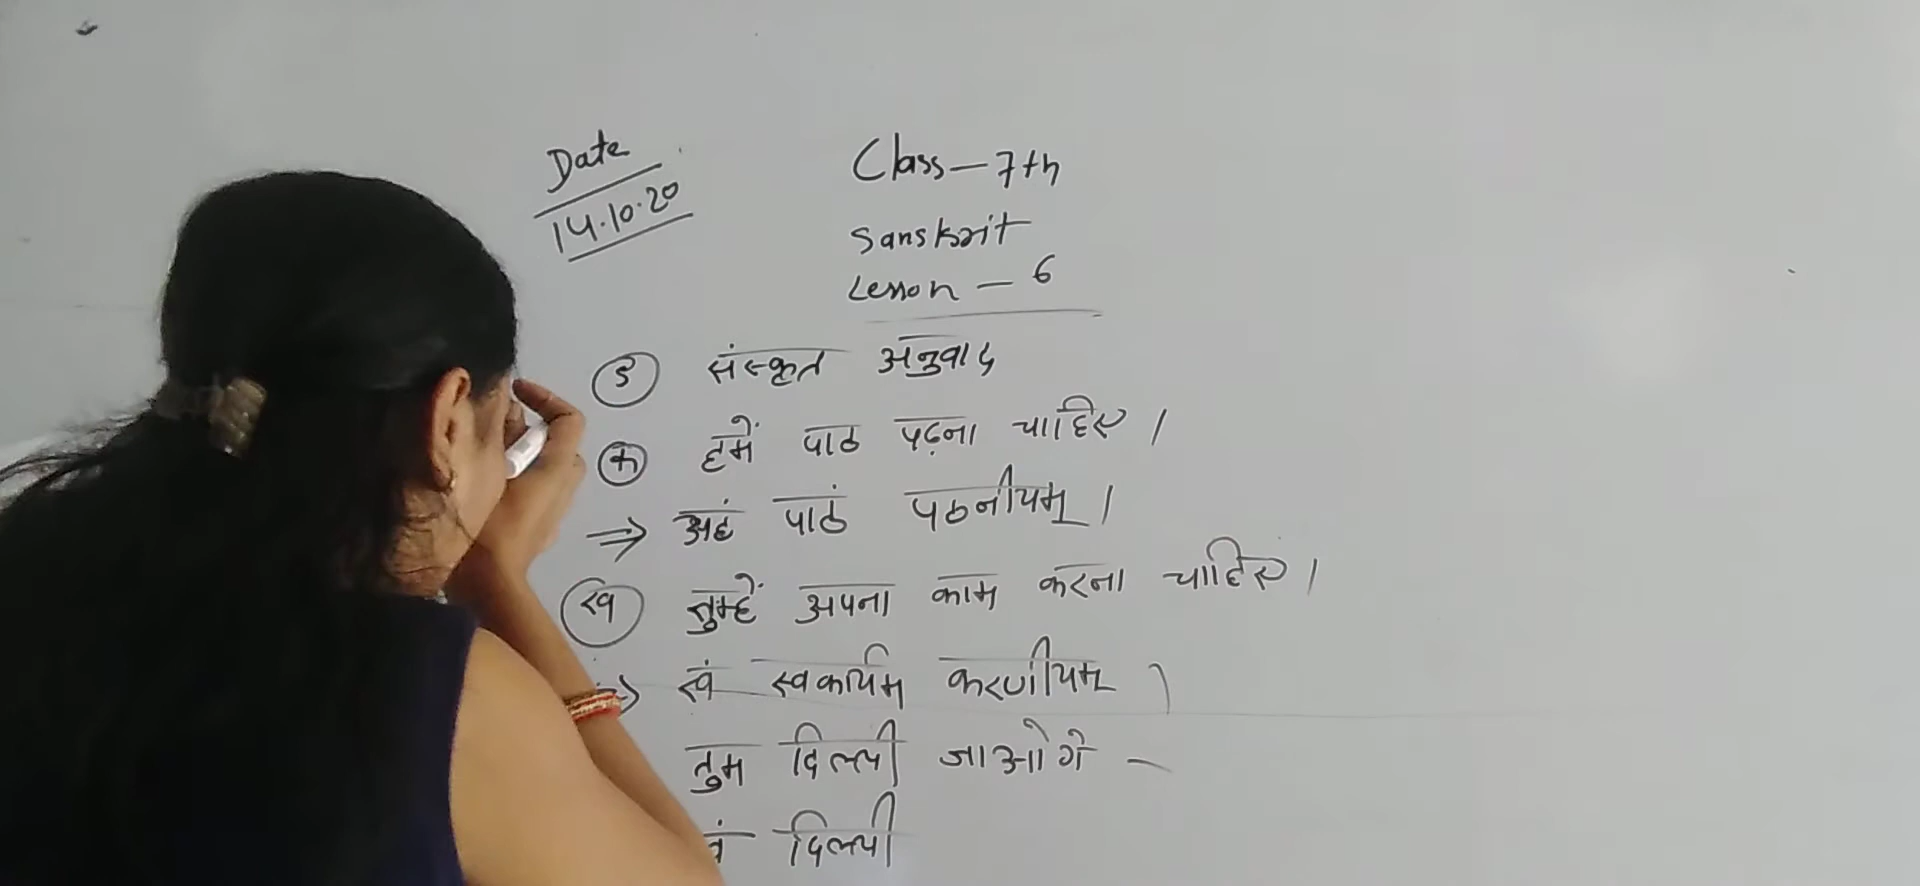 Date
14.10.20
Class - 7th
Sanskrit
Lesson - 6
इ संस्कृत अनुवाद
क हमें पाठ पढ़ना चाहिए।
⇒ अहं पाठं पठनीयम्।
ख तुम्हें अपना काम करना चाहिए।
⇒ त्वं स्वकार्यम करणीयम्।
तुम दिल्ली जाओगे -
दिल्ली